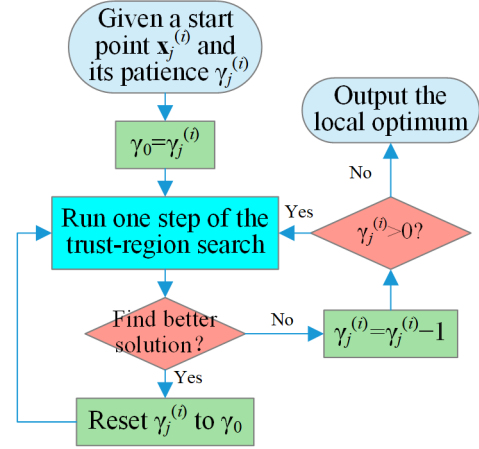 Given a start
point x_j^(i) and
its patience γ_j^(i)
γ_0=γ_j^(i)
Run one step of the
trust-region search
Find better
solution?
Yes
Reset γ_j^(i) to γ_0
No
γ_j^(i)=γ_j^(i)−1
γ_j^(i)>0?
Yes
No
Output the
local optimum